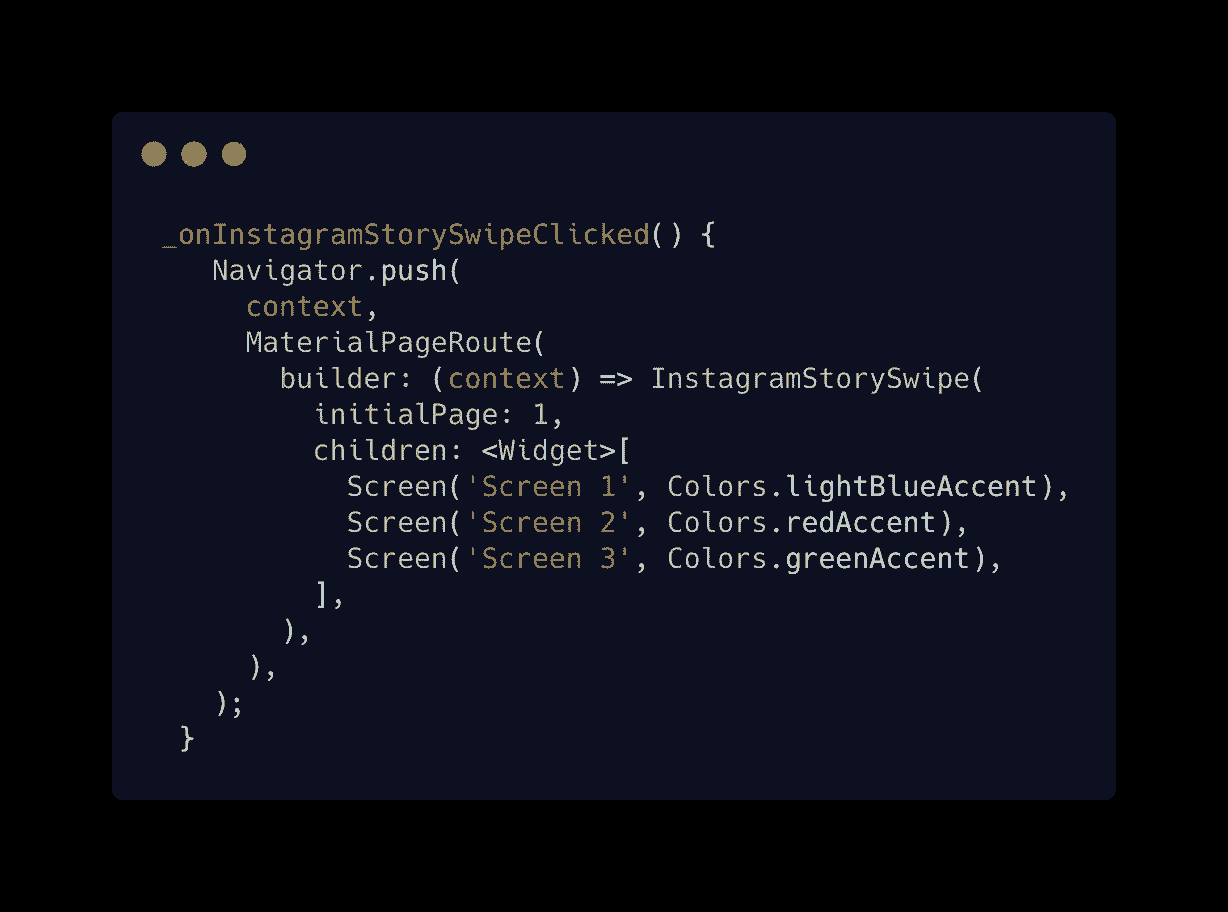 _onInstagramStorySwipeClicked() {
Navigator.push(
context,
MaterialPageRoute(
builder: (context) => InstagramStorySwipe(
initialPage: 1,
children: <Widget>[
Screen('Screen 1', Colors.lightBlueAccent),
Screen('Screen 2', Colors.redAccent),
Screen('Screen 3', Colors.greenAccent),
],
),
),
);
}